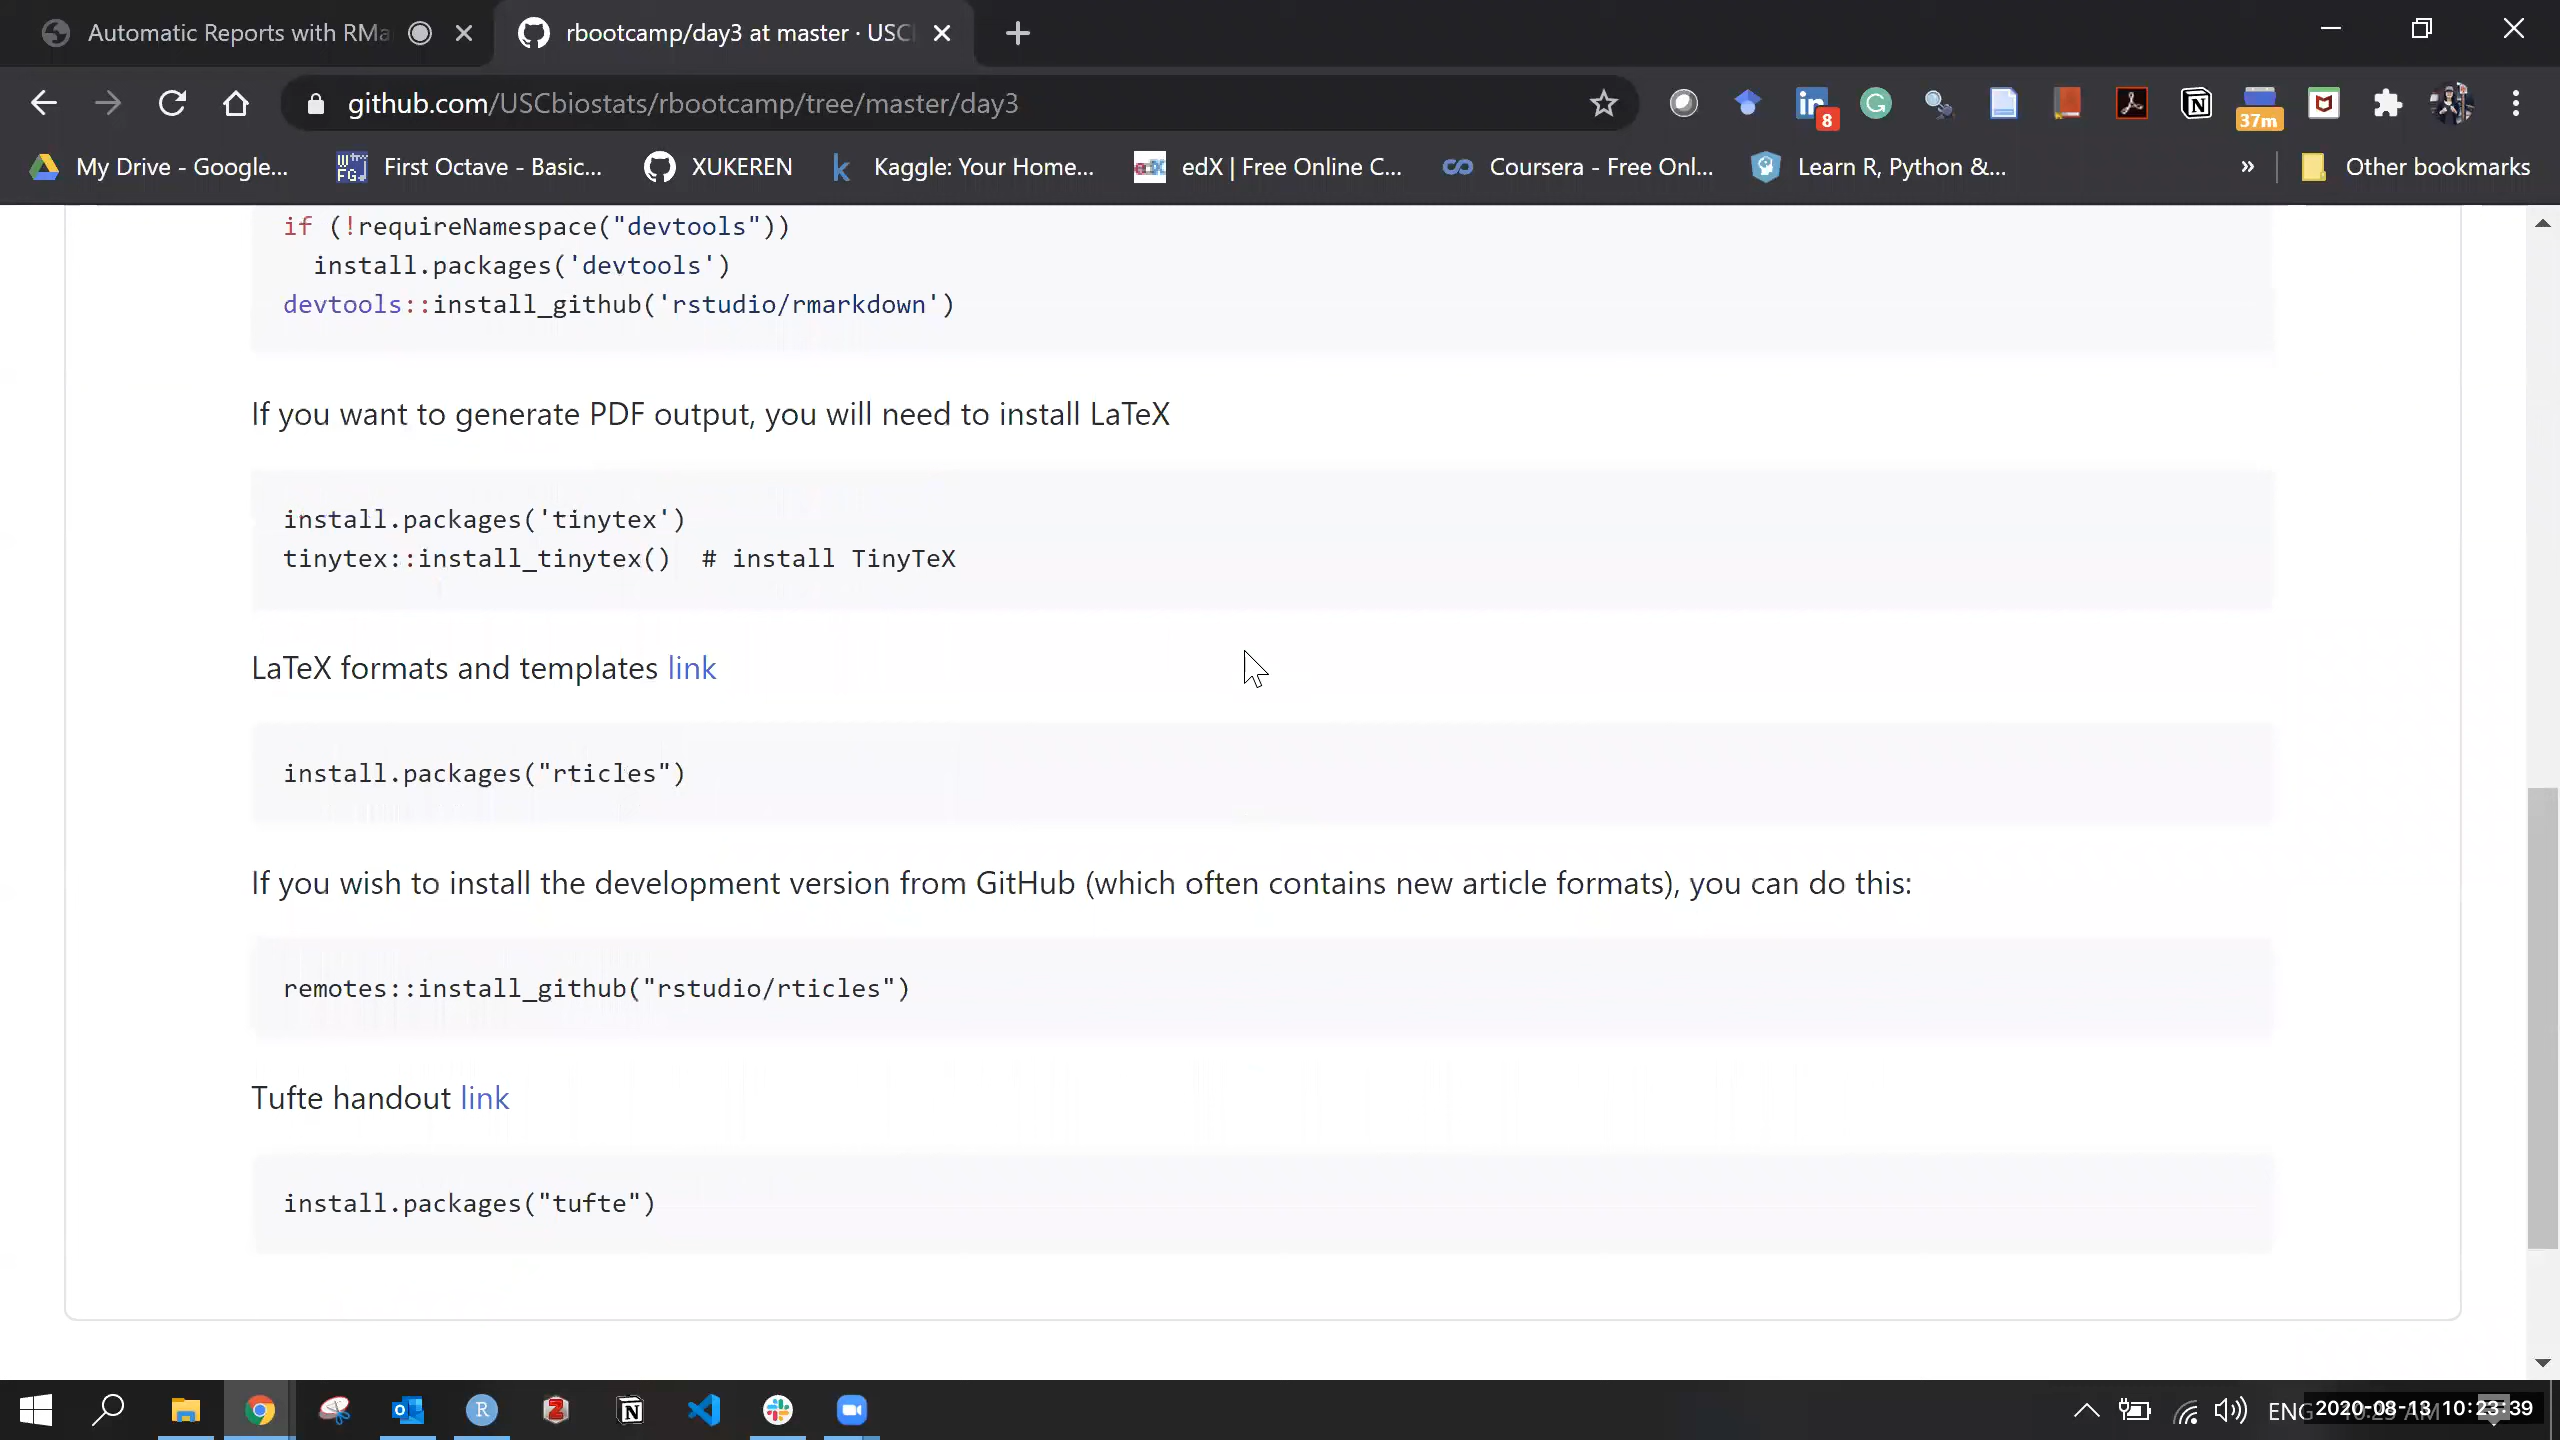 Automatic Reports with RMa
rbootcamp/day3 at master · USC
github.com/USCbiostats/rbootcamp/tree/master/day3
8
37m
My Drive - Google...
First Octave - Basic...
XUKEREN
Kaggle: Your Home...
edX | Free Online C...
Coursera - Free Onl...
Learn R, Python &...
»
Other bookmarks
if (!requireNamespace("devtools"))
install.packages('devtools')
devtools::install_github('rstudio/rmarkdown')
If you want to generate PDF output, you will need to install LaTeX
install.packages('tinytex')
tinytex::install_tinytex()  # install TinyTeX
LaTeX formats and templates link
install.packages("rticles")
If you wish to install the development version from GitHub (which often contains new article formats), you can do this:
remotes::install_github("rstudio/rticles")
Tufte handout link
install.packages("tufte")
ENG
2020-08-13 10:23:39